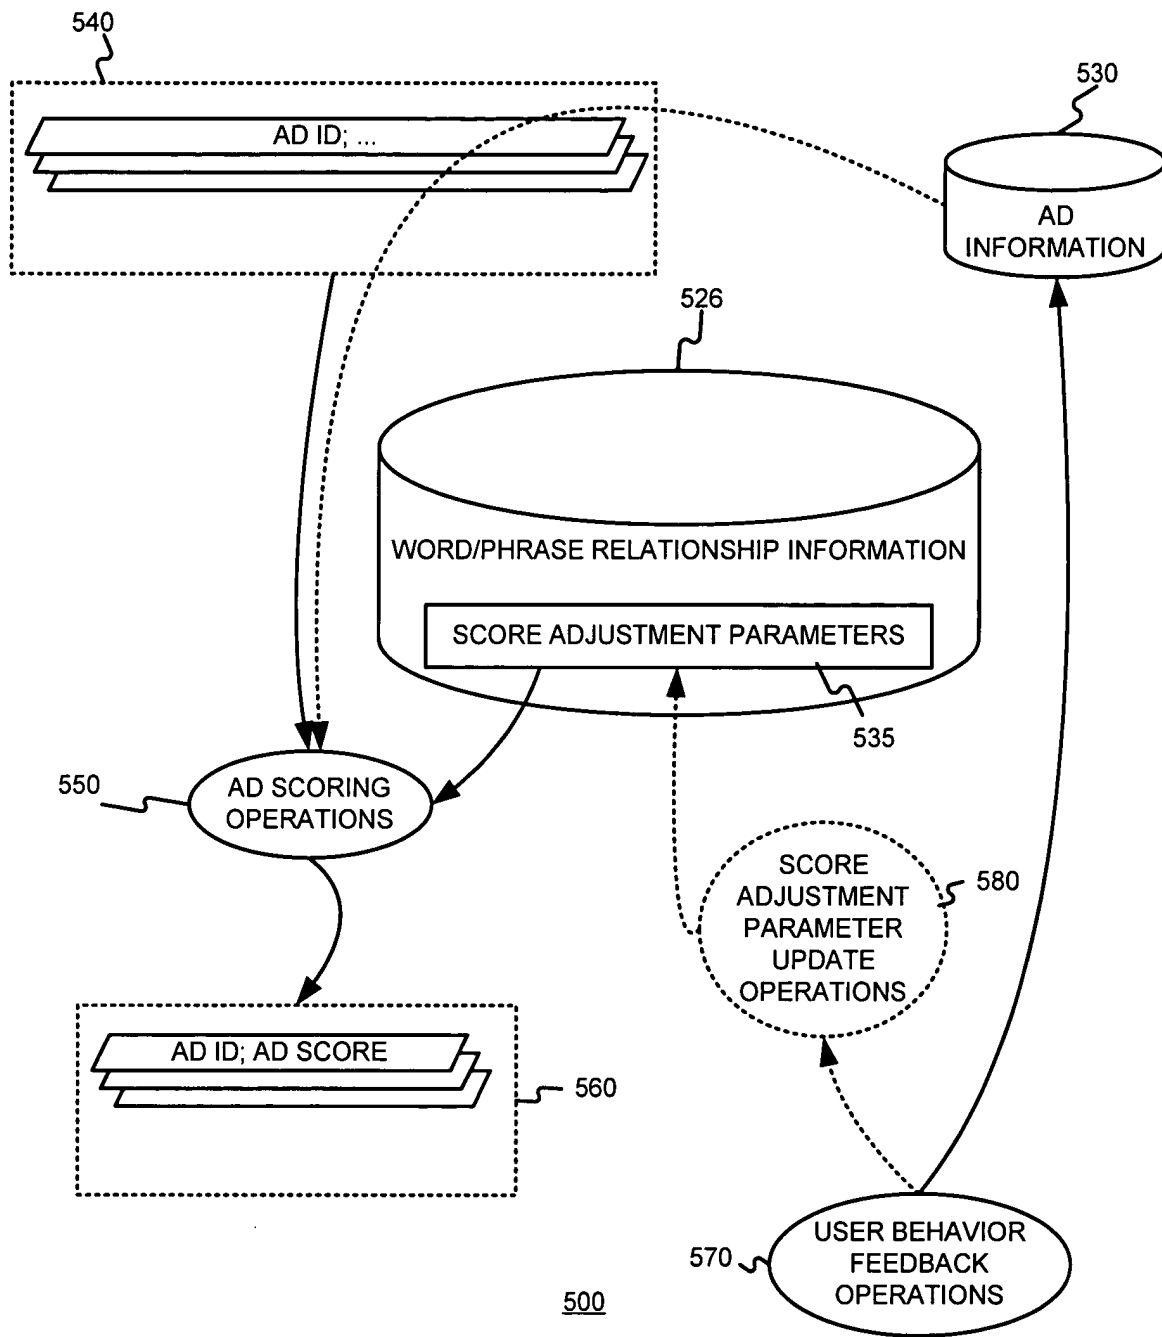 540
530
AD ID; ...
AD
INFORMATION
526
WORD/PHRASE RELATIONSHIP INFORMATION
SCORE ADJUSTMENT PARAMETERS
535
550
AD SCORING
OPERATIONS
SCORE
ADJUSTMENT
PARAMETER
UPDATE
OPERATIONS
580
AD ID; AD SCORE
560
USER BEHAVIOR
FEEDBACK
OPERATIONS
570
500